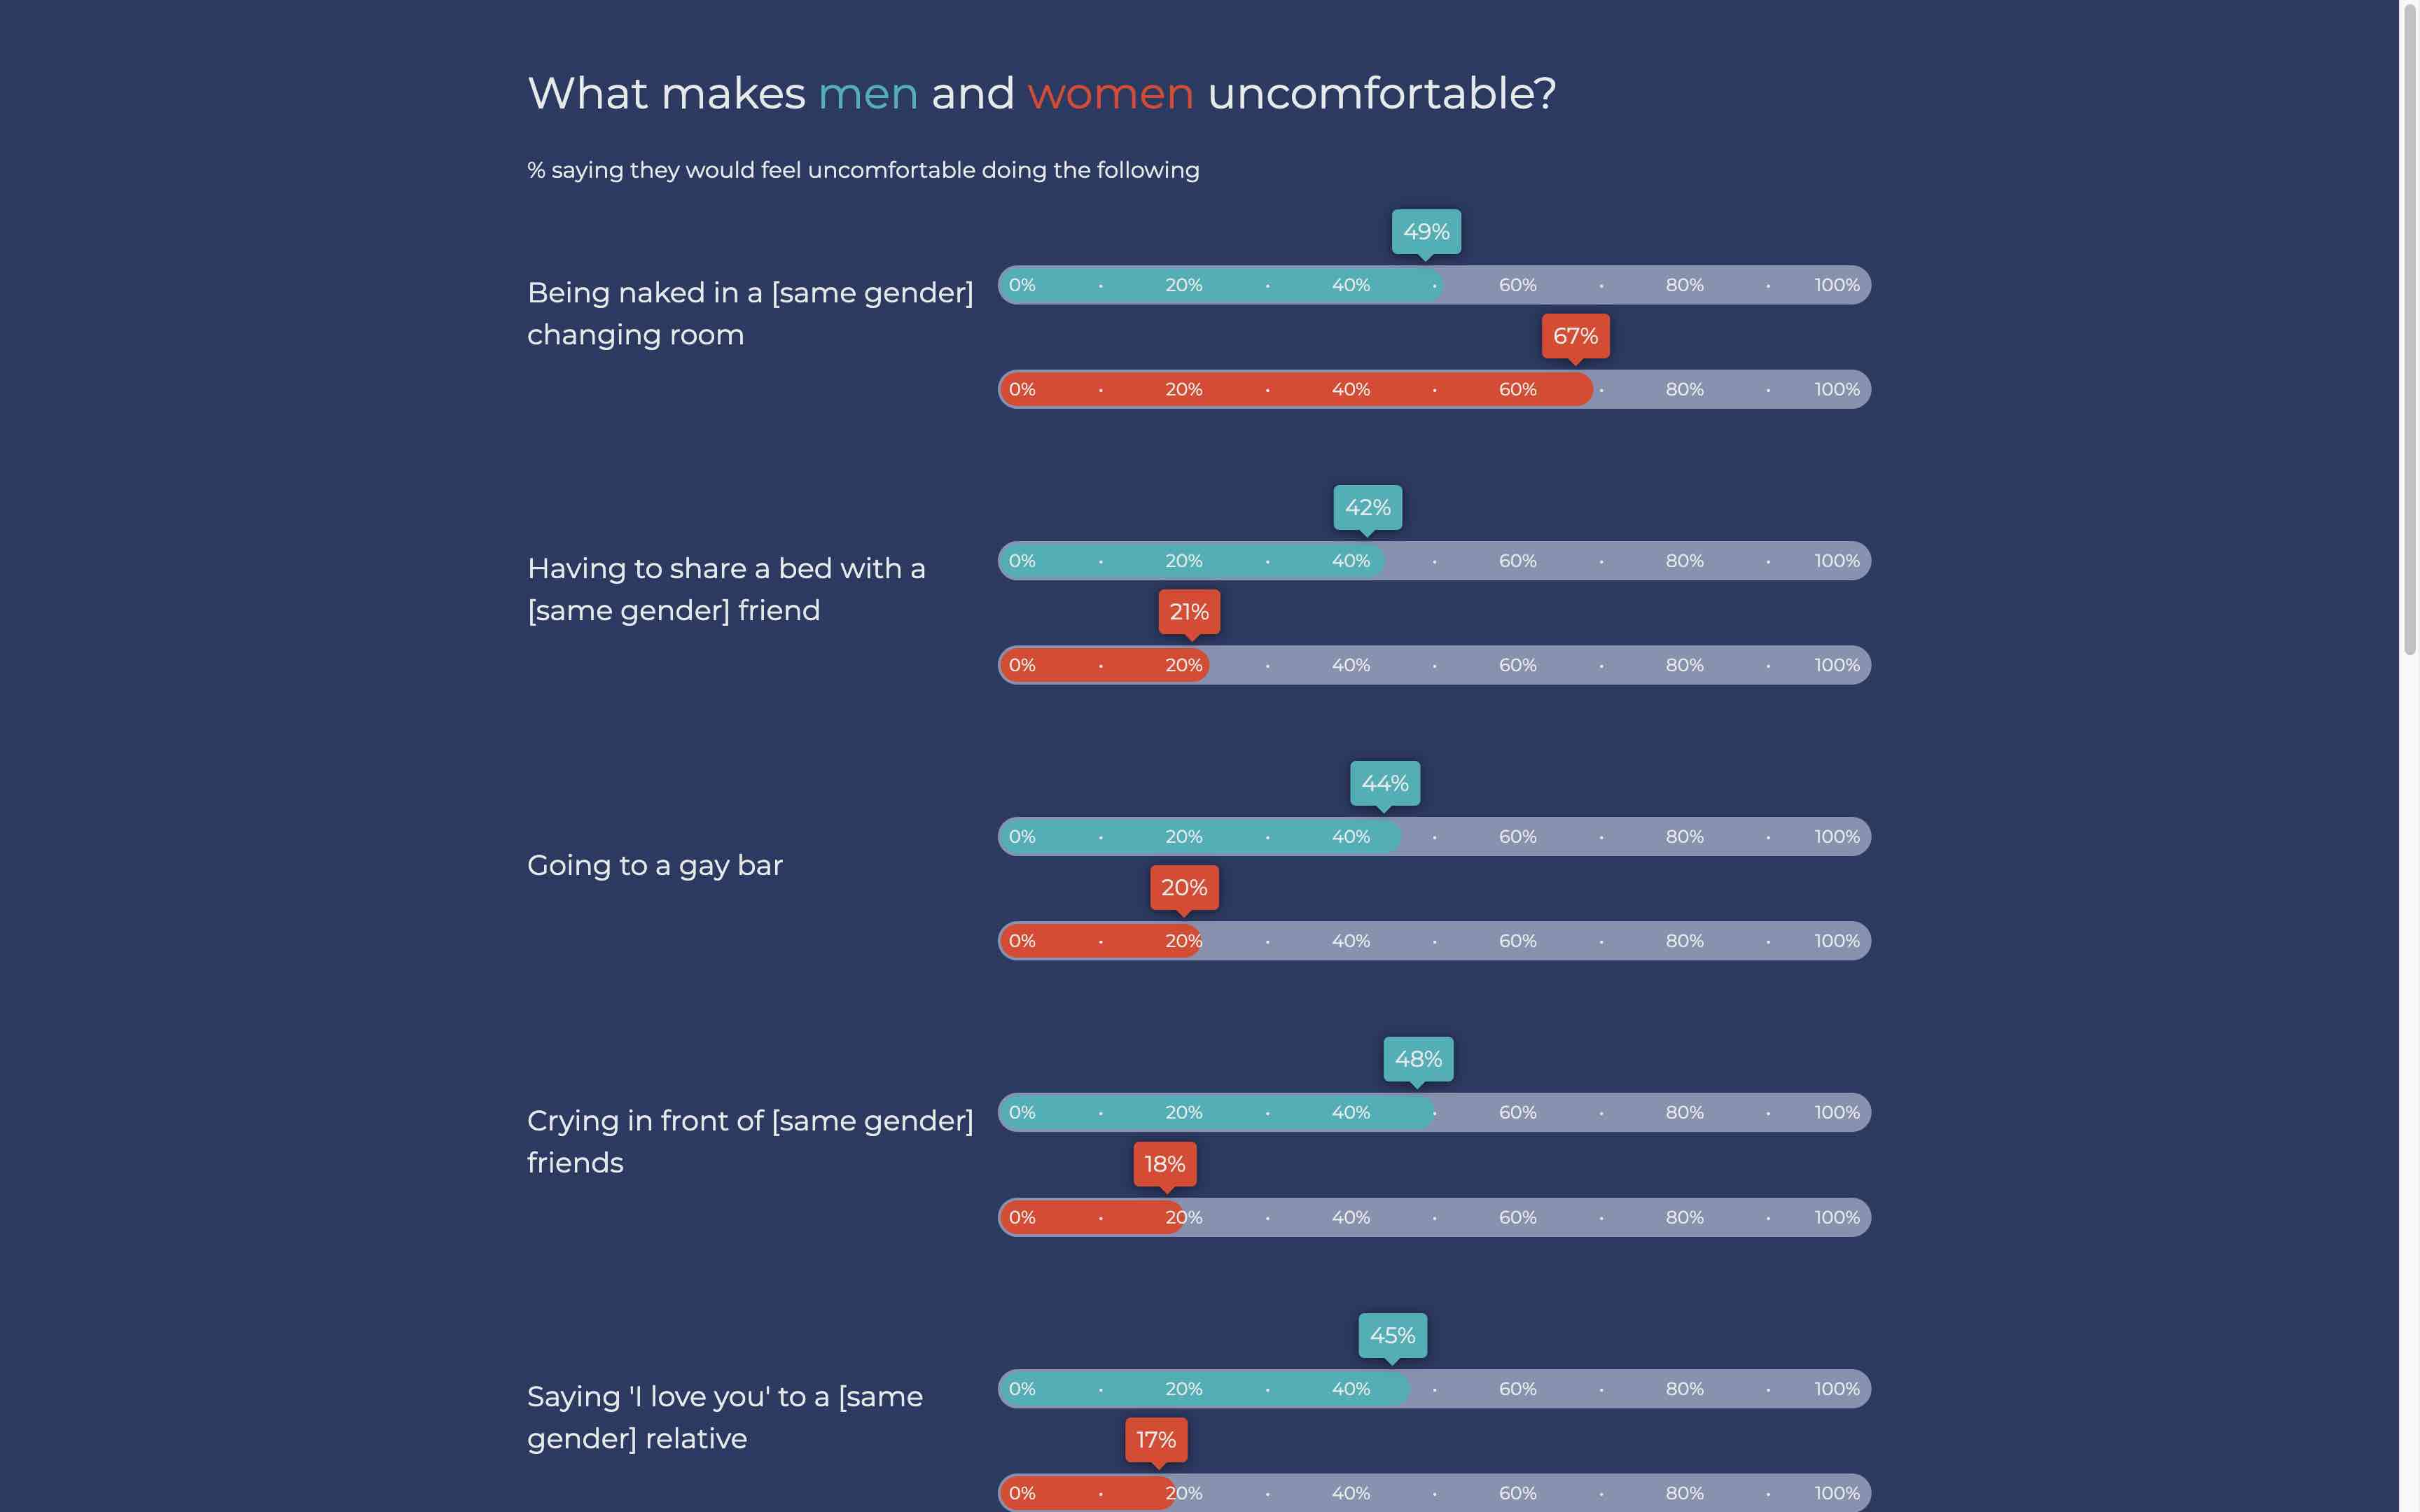 What makes men and women uncomfortable?
% saying they would feel uncomfortable doing the following
49%
Being naked in a [same gender]
changing room
0% · 20% · 40% · 60% · 80% · 100%
67%
0% · 20% · 40% · 60% · 80% · 100%
42%
Having to share a bed with a
[same gender] friend
0% · 20% · 40% · 60% · 80% · 100%
21%
0% · 20% · 40% · 60% · 80% · 100%
44%
Going to a gay bar
0% · 20% · 40% · 60% · 80% · 100%
20%
0% · 20% · 40% · 60% · 80% · 100%
48%
Crying in front of [same gender]
friends
0% · 20% · 40% · 60% · 80% · 100%
18%
0% · 20% · 40% · 60% · 80% · 100%
45%
Saying 'I love you' to a [same
gender] relative
0% · 20% · 40% · 60% · 80% · 100%
17%
0% · 20% · 40% · 60% · 80% · 100%